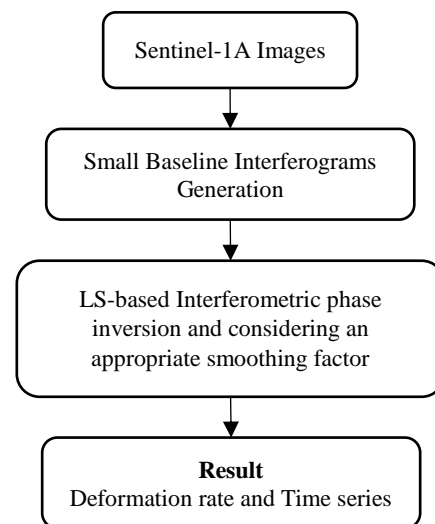 Sentinel-1A Images
Small Baseline Interferograms
Generation
LS-based Interferometric phase
inversion and considering an
appropriate smoothing factor
Result
Deformation rate and Time series